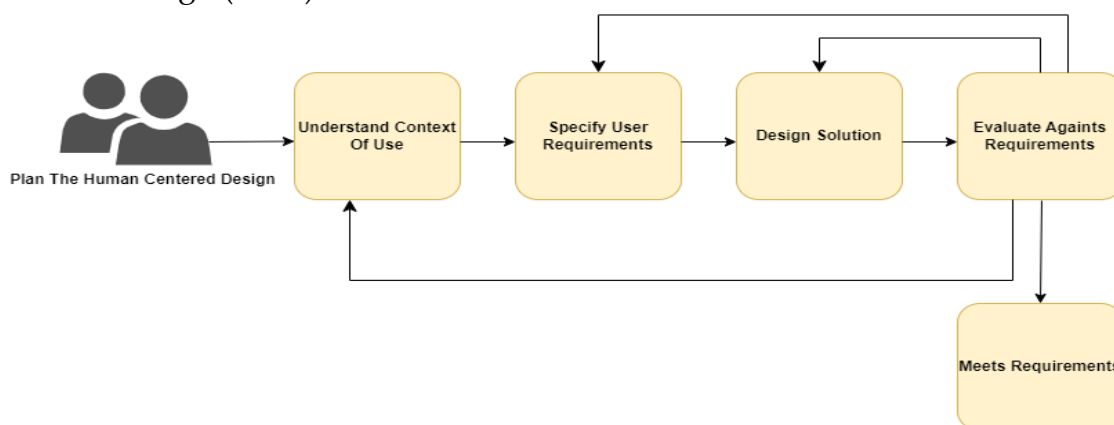 Plan The Human Centered Design
Understand Context
Of Use
Specify User
Requirements
Design Solution
Evaluate Againts
Requirements
Meets Requirements